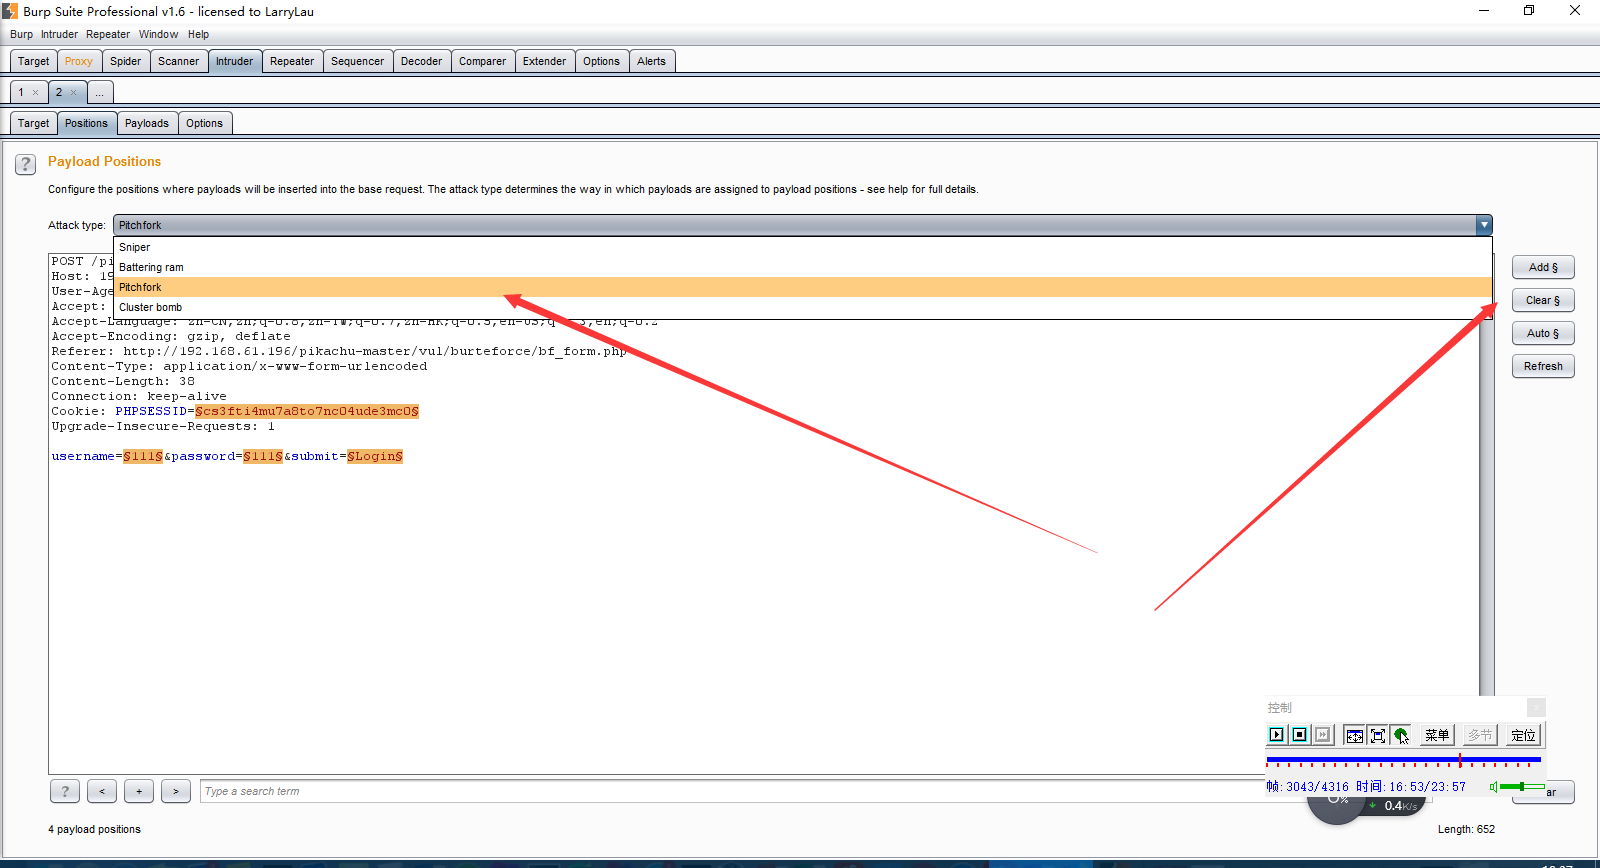 Burp Suite Professional v1.6 - licensed to LarryLau
Burp Intruder Repeater Window Help
Target Proxy Spider Scanner Intruder Repeater Sequencer Decoder Comparer Extender Options Alerts
1 × 2 × ...
Target Positions Payloads Options
? Payload Positions
Configure the positions where payloads will be inserted into the base request. The attack type determines the way in which payloads are assigned to payload positions - see help for full details.
Attack type: Pitchfork
Sniper
Battering ram
Pitchfork
Cluster bomb
POST /pi
Host: 19
User-Age
Accept:
Accept-Language: zh-CN,zh;q=0.8,zh-TW;q=0.7,zh-HK;q=0.5,en-US;q=0.3,en;q=0.2
Accept-Encoding: gzip, deflate
Referer: http://192.168.61.196/pikachu-master/vul/burteforce/bf_form.php
Content-Type: application/x-www-form-urlencoded
Content-Length: 38
Connection: keep-alive
Cookie: PHPSESSID=§cs3fti4mu7a8to7nc04ude3mc0§
Upgrade-Insecure-Requests: 1
username=§111§&password=§111§&submit=§Login§
Add §
Clear §
Auto §
Refresh
控制
菜单 多节 定位
帧:3043/4316 时间:16:53/23:57
? < + > Type a search term
ar
0% 0.4K/s
4 payload positions
Length: 652